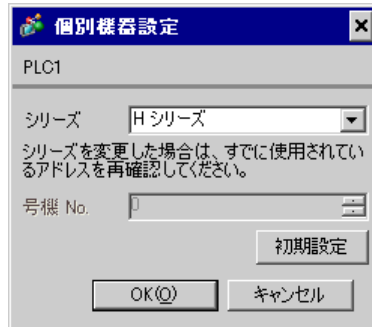 個別機器設定
PLC1
シリーズ Hシリーズ
シリーズを変更した場合は、すでに使用されてい
るアドレスを再確認してください。
号機 No. 0
初期設定
OK(O) キャンセル